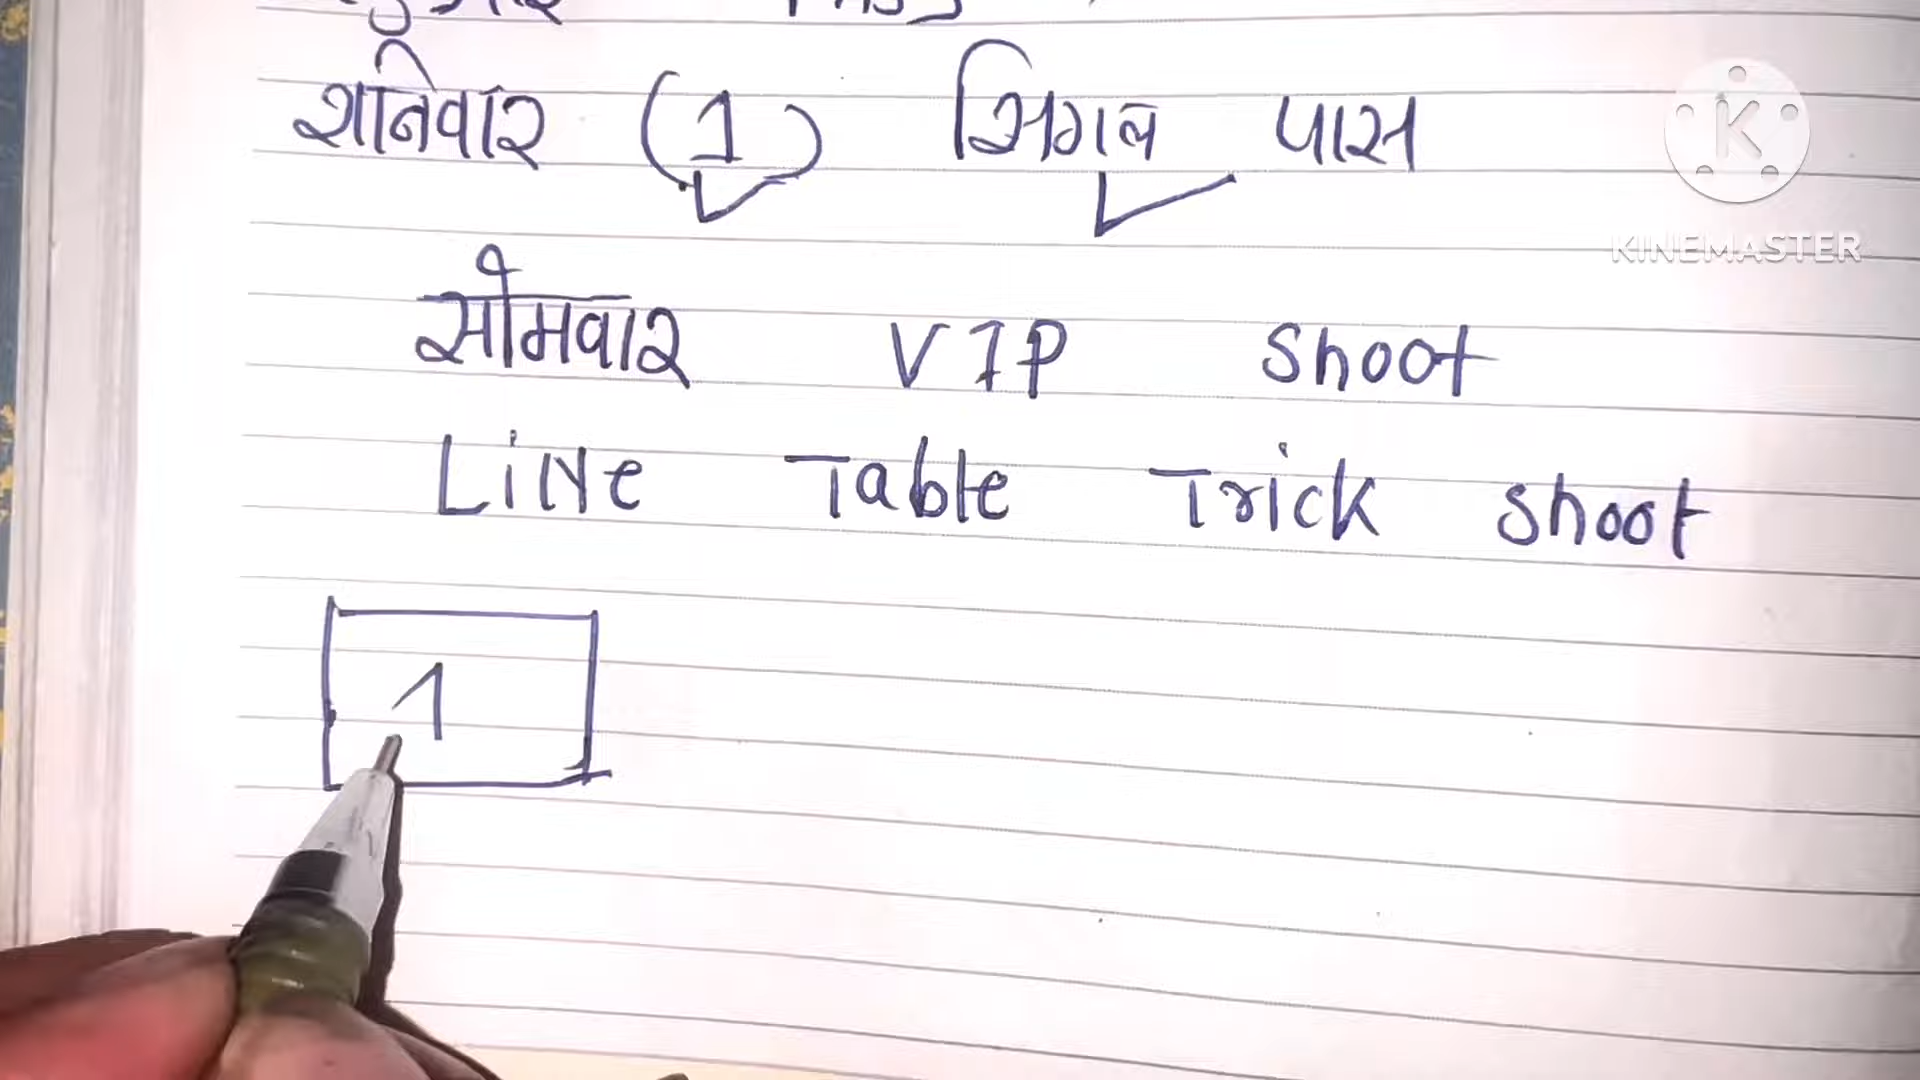 शनिवार (1) सिगल पास
सोमवार VIP Shoot
LiNe Table Trick Shoot
1
K
KINEMASTER